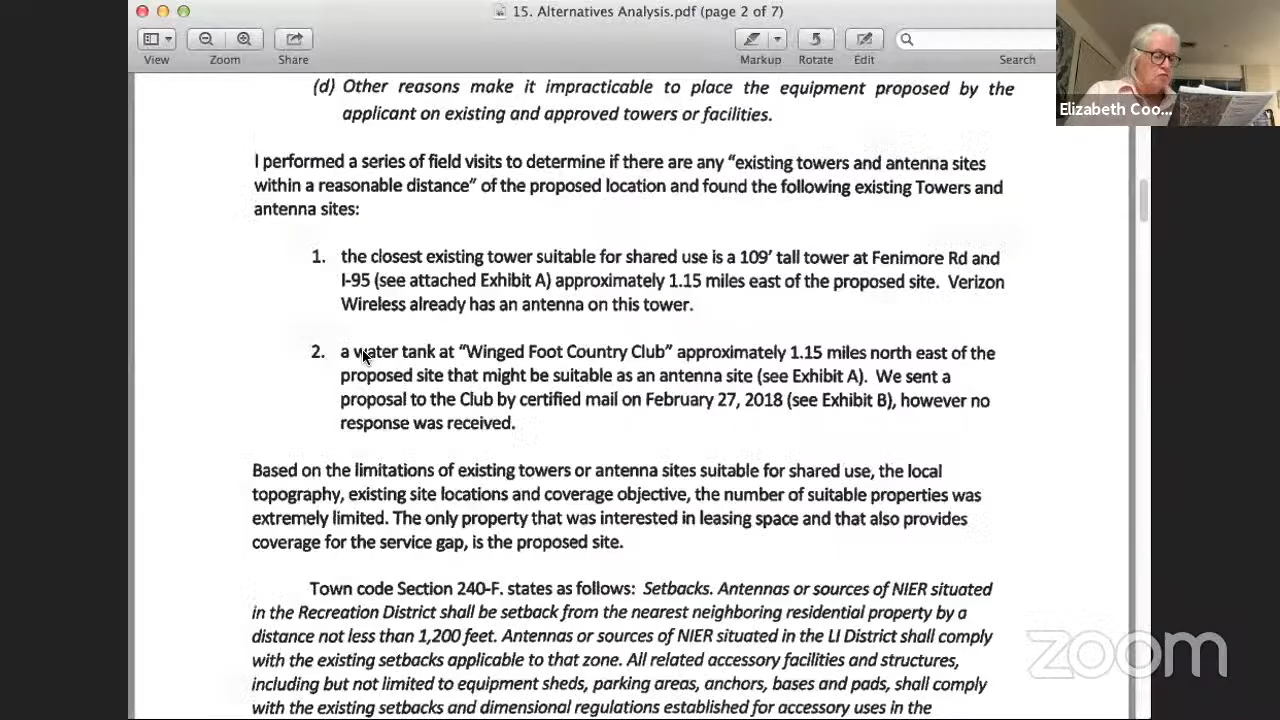 15. Alternatives Analysis.pdf (page 2 of 7)
View
Zoom
Share
Markup
Rotate
Edit
Search
Elizabeth Coo...
(d) Other reasons make it impracticable to place the equipment proposed by the
applicant on existing and approved towers or facilities.
I performed a series of field visits to determine if there are any “existing towers and antenna sites
within a reasonable distance” of the proposed location and found the following existing Towers and
antenna sites:
1. the closest existing tower suitable for shared use is a 109’ tall tower at Fenimore Rd and
I-95 (see attached Exhibit A) approximately 1.15 miles east of the proposed site. Verizon
Wireless already has an antenna on this tower.
2. a water tank at “Winged Foot Country Club” approximately 1.15 miles north east of the
proposed site that might be suitable as an antenna site (see Exhibit A). We sent a
proposal to the Club by certified mail on February 27, 2018 (see Exhibit B), however no
response was received.
Based on the limitations of existing towers or antenna sites suitable for shared use, the local
topography, existing site locations and coverage objective, the number of suitable properties was
extremely limited. The only property that was interested in leasing space and that also provides
coverage for the service gap, is the proposed site.
Town code Section 240-F. states as follows: Setbacks. Antennas or sources of NIER situated
in the Recreation District shall be setback from the nearest neighboring residential property by a
distance not less than 1,200 feet. Antennas or sources of NIER situated in the LI District shall comply
with the existing setbacks applicable to that zone. All related accessory facilities and structures,
including but not limited to equipment sheds, parking areas, anchors, bases and pads, shall comply
with the existing setbacks and dimensional regulations established for accessory uses in the
zoom